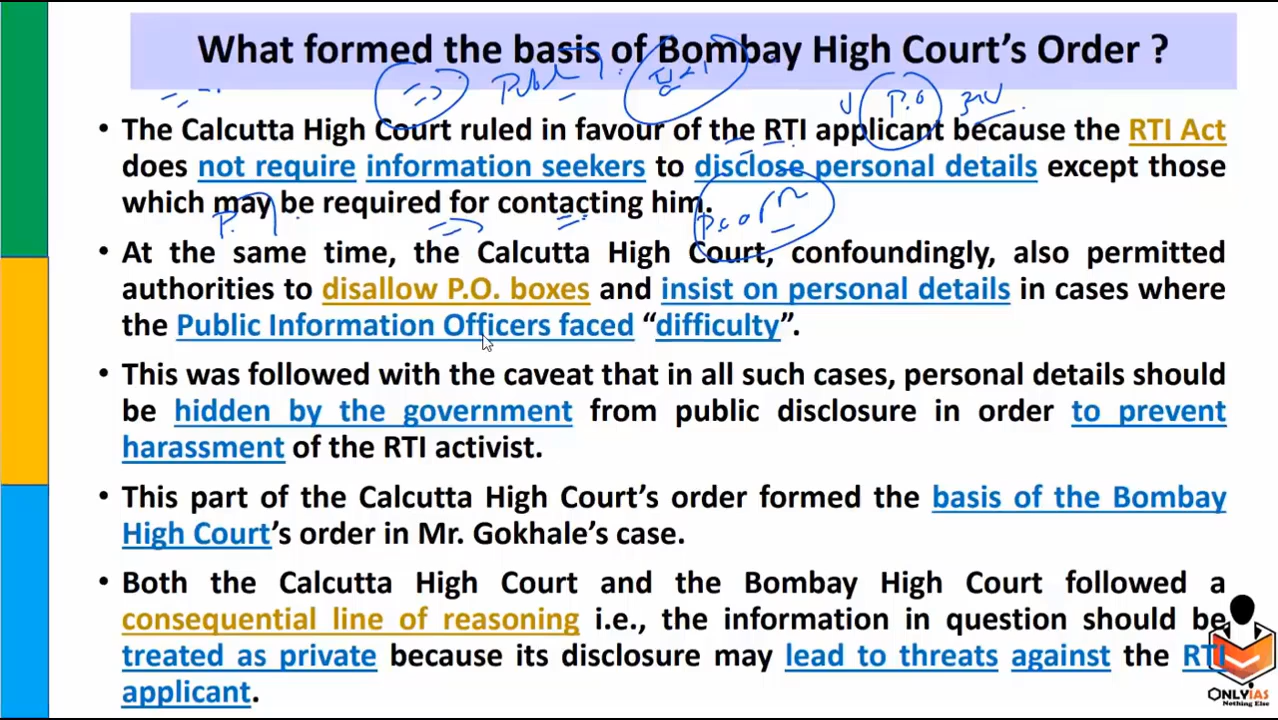 What formed the basis of Bombay High Court's Order ?
• The Calcutta High Court ruled in favour of the RTI applicant because the RTI Act
does not require information seekers to disclose personal details except those
which may be required for contacting him.
• At the same time, the Calcutta High Court, confoundingly, also permitted
authorities to disallow P.O. boxes and insist on personal details in cases where
the Public Information Officers faced “difficulty”.
• This was followed with the caveat that in all such cases, personal details should
be hidden by the government from public disclosure in order to prevent
harassment of the RTI activist.
• This part of the Calcutta High Court's order formed the basis of the Bombay
High Court's order in Mr. Gokhale's case.
• Both the Calcutta High Court and the Bombay High Court followed a
consequential line of reasoning i.e., the information in question should be
treated as private because its disclosure may lead to threats against the RTI
applicant.
P.O
ONLYIAS
Nothing Else